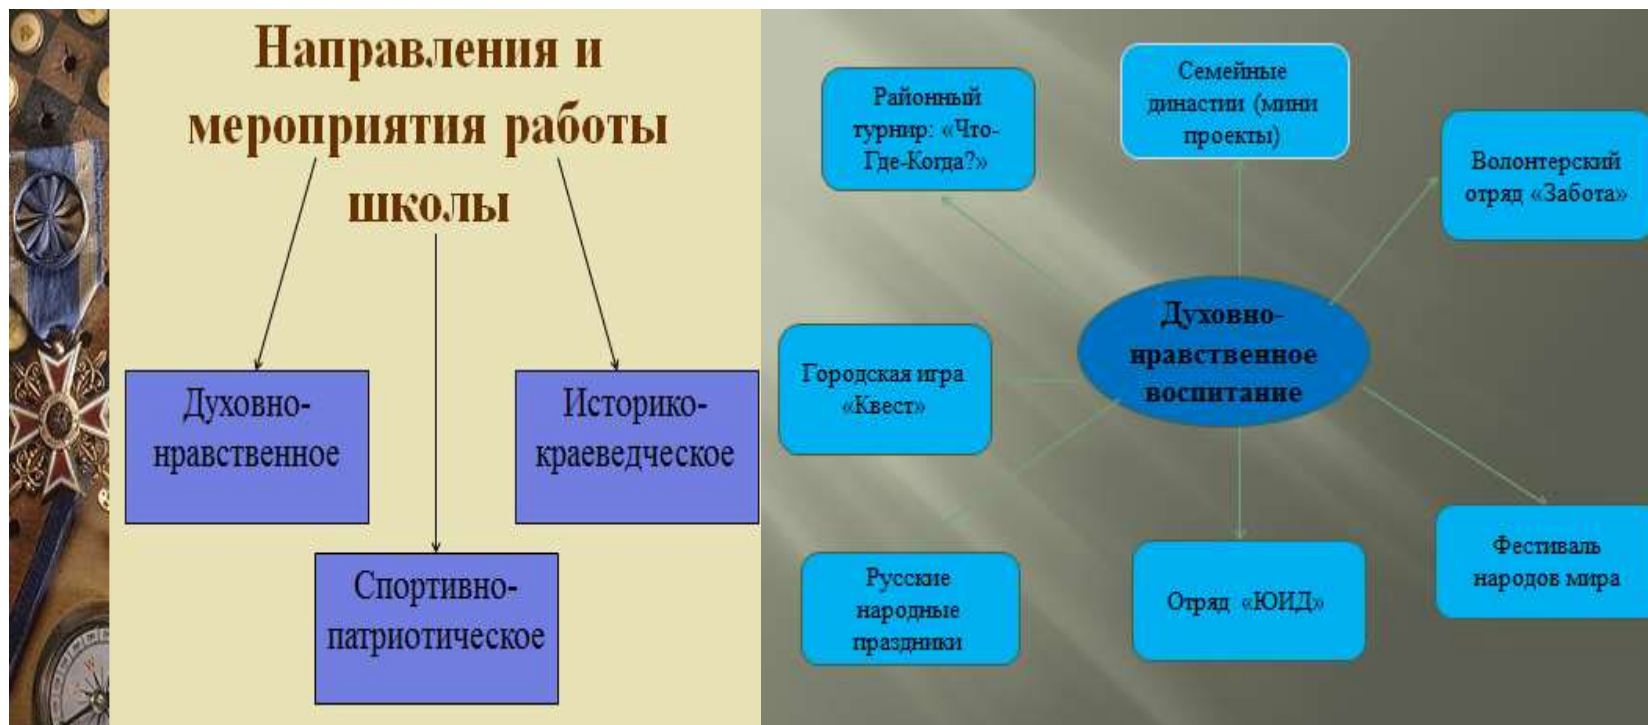 Направления и
мероприятия работы
школы
Духовно-
нравственное
Историко-
краеведческое
Спортивно-
патриотическое
Районный
турнир: «Что-
Где-Когда?»
Семейные
династии (мини
проекты)
Волонтерский
отряд «Забота»
Духовно-
нравственное
воспитание
Городская игра
«Квест»
Русские
народные
праздники
Отряд «ЮИД»
Фестиваль
народов мира